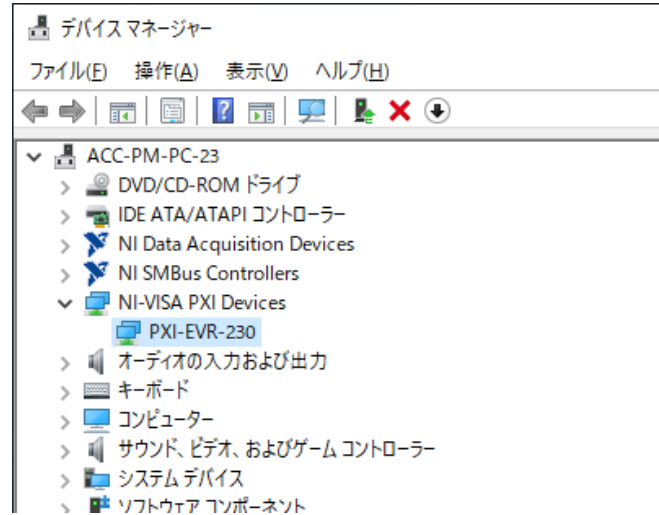 デバイス マネージャー
ファイル(F) 操作(A) 表示(V) ヘルプ(H)
ACC-PM-PC-23
DVD/CD-ROM ドライブ
IDE ATA/ATAPI コントローラー
NI Data Acquisition Devices
NI SMBus Controllers
NI-VISA PXI Devices
PXI-EVR-230
オーディオの入力および出力
キーボード
コンピューター
サウンド、ビデオ、およびゲーム コントローラー
システム デバイス
ソフトウェア コンポーネント